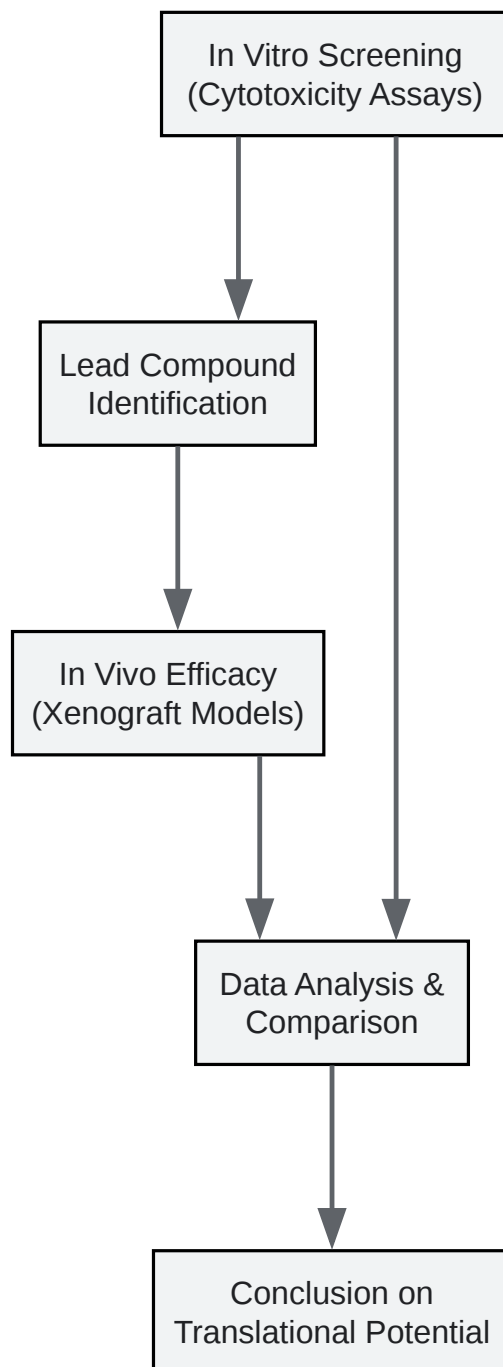 In Vitro Screening
(Cytotoxicity Assays)
Lead Compound
Identification
In Vivo Efficacy
(Xenograft Models)
Data Analysis &
Comparison
Conclusion on
Translational Potential